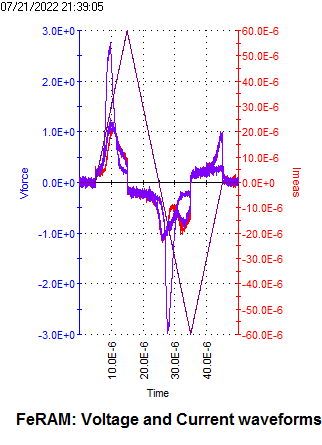 07/21/2022 21:39:05
3.0E+0
2.0E+0
1.0E+0
0.0E+0
-1.0E+0
-2.0E+0
-3.0E+0
Vforce
60.0E-6
50.0E-6
40.0E-6
30.0E-6
20.0E-6
10.0E-6
00.0E+0
-10.0E-6
-20.0E-6
-30.0E-6
-40.0E-6
-50.0E-6
-60.0E-6
Imeas
10.0E-6
20.0E-6
30.0E-6
40.0E-6
Time
FeRAM: Voltage and Current waveforms